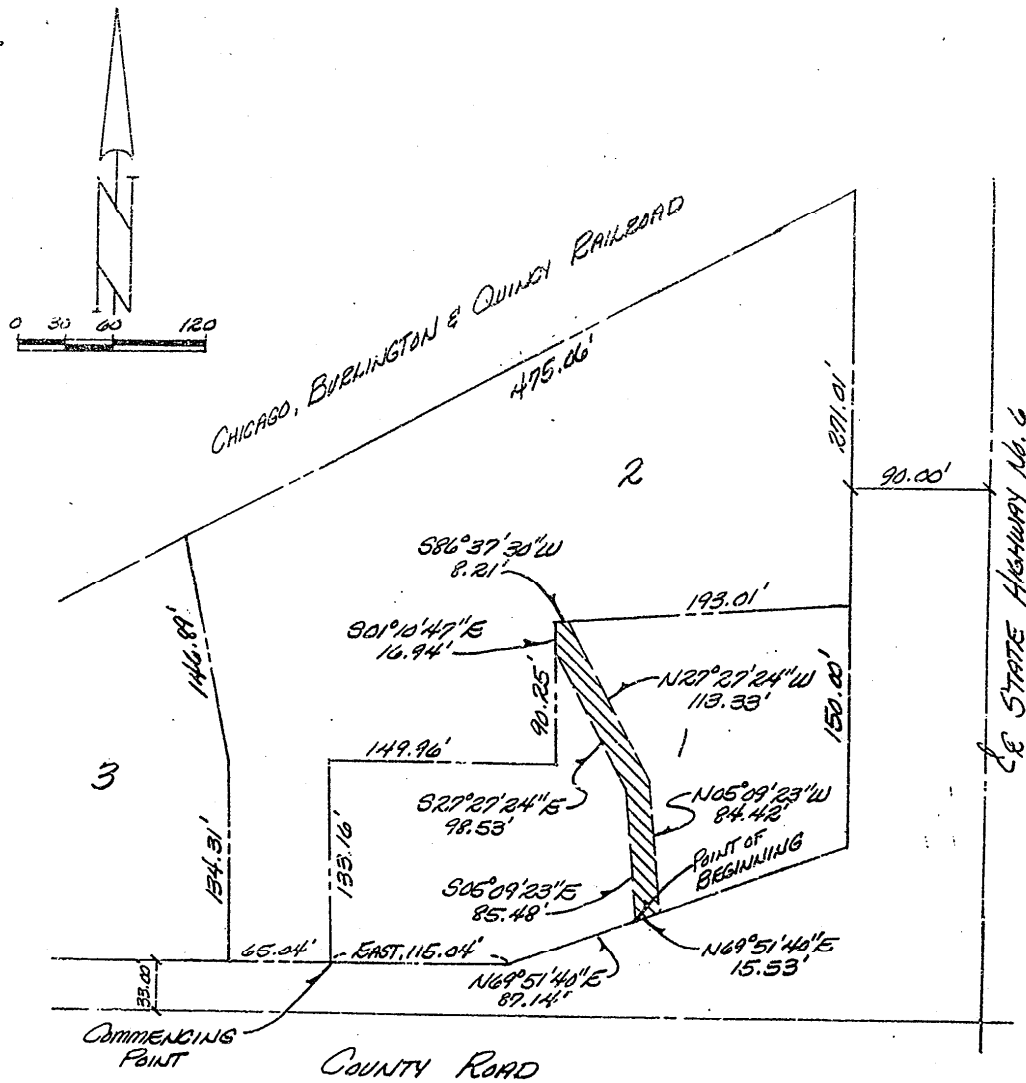 0 30 60 120
CHICAGO, BURLINGTON & QUINCY RAILROAD
475.06'
271.01'
2
90.00'
℄ STATE HIGHWAY NO. 6
S86°37'30"W
8.21'
193.01'
S01°10'47"E
16.94'
146.89'
90.25'
N27°27'24"W
113.33'
150.00'
149.96'
3
S27°27'24"E
98.53'
N05°09'23"W
84.42'
134.31'
133.16'
POINT OF
BEGINNING
S05°09'23"E
85.48'
65.04'
EAST, 115.04'
N69°51'40"E
15.53'
N69°51'40"E
87.14'
33.00
COMMENCING
POINT
COUNTY ROAD